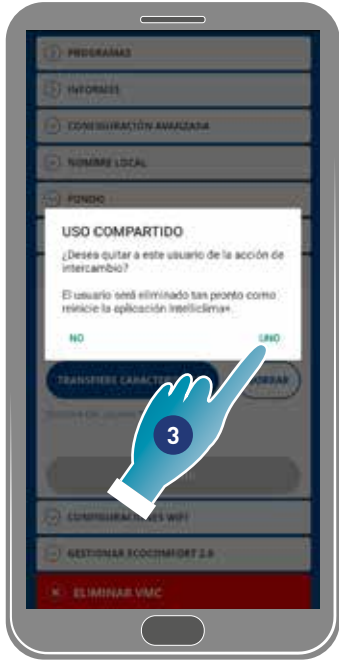 PROGRAMAS
INFORMES
CONFIGURACIÓN AVANZADA
NOMBRE LOCAL
FONDO
USO COMPARTIDO
¿Desea quitar a este usuario de la acción de
intercambio?
El usuario será eliminado tan pronto como
reinicie la aplicación Intelliclima+.
NO
UNO
TRANSFIERE
3
CONFIGURACIONES WIFI
GESTIONAR ECOCOMFORT 2.0
ELIMINAR VMC